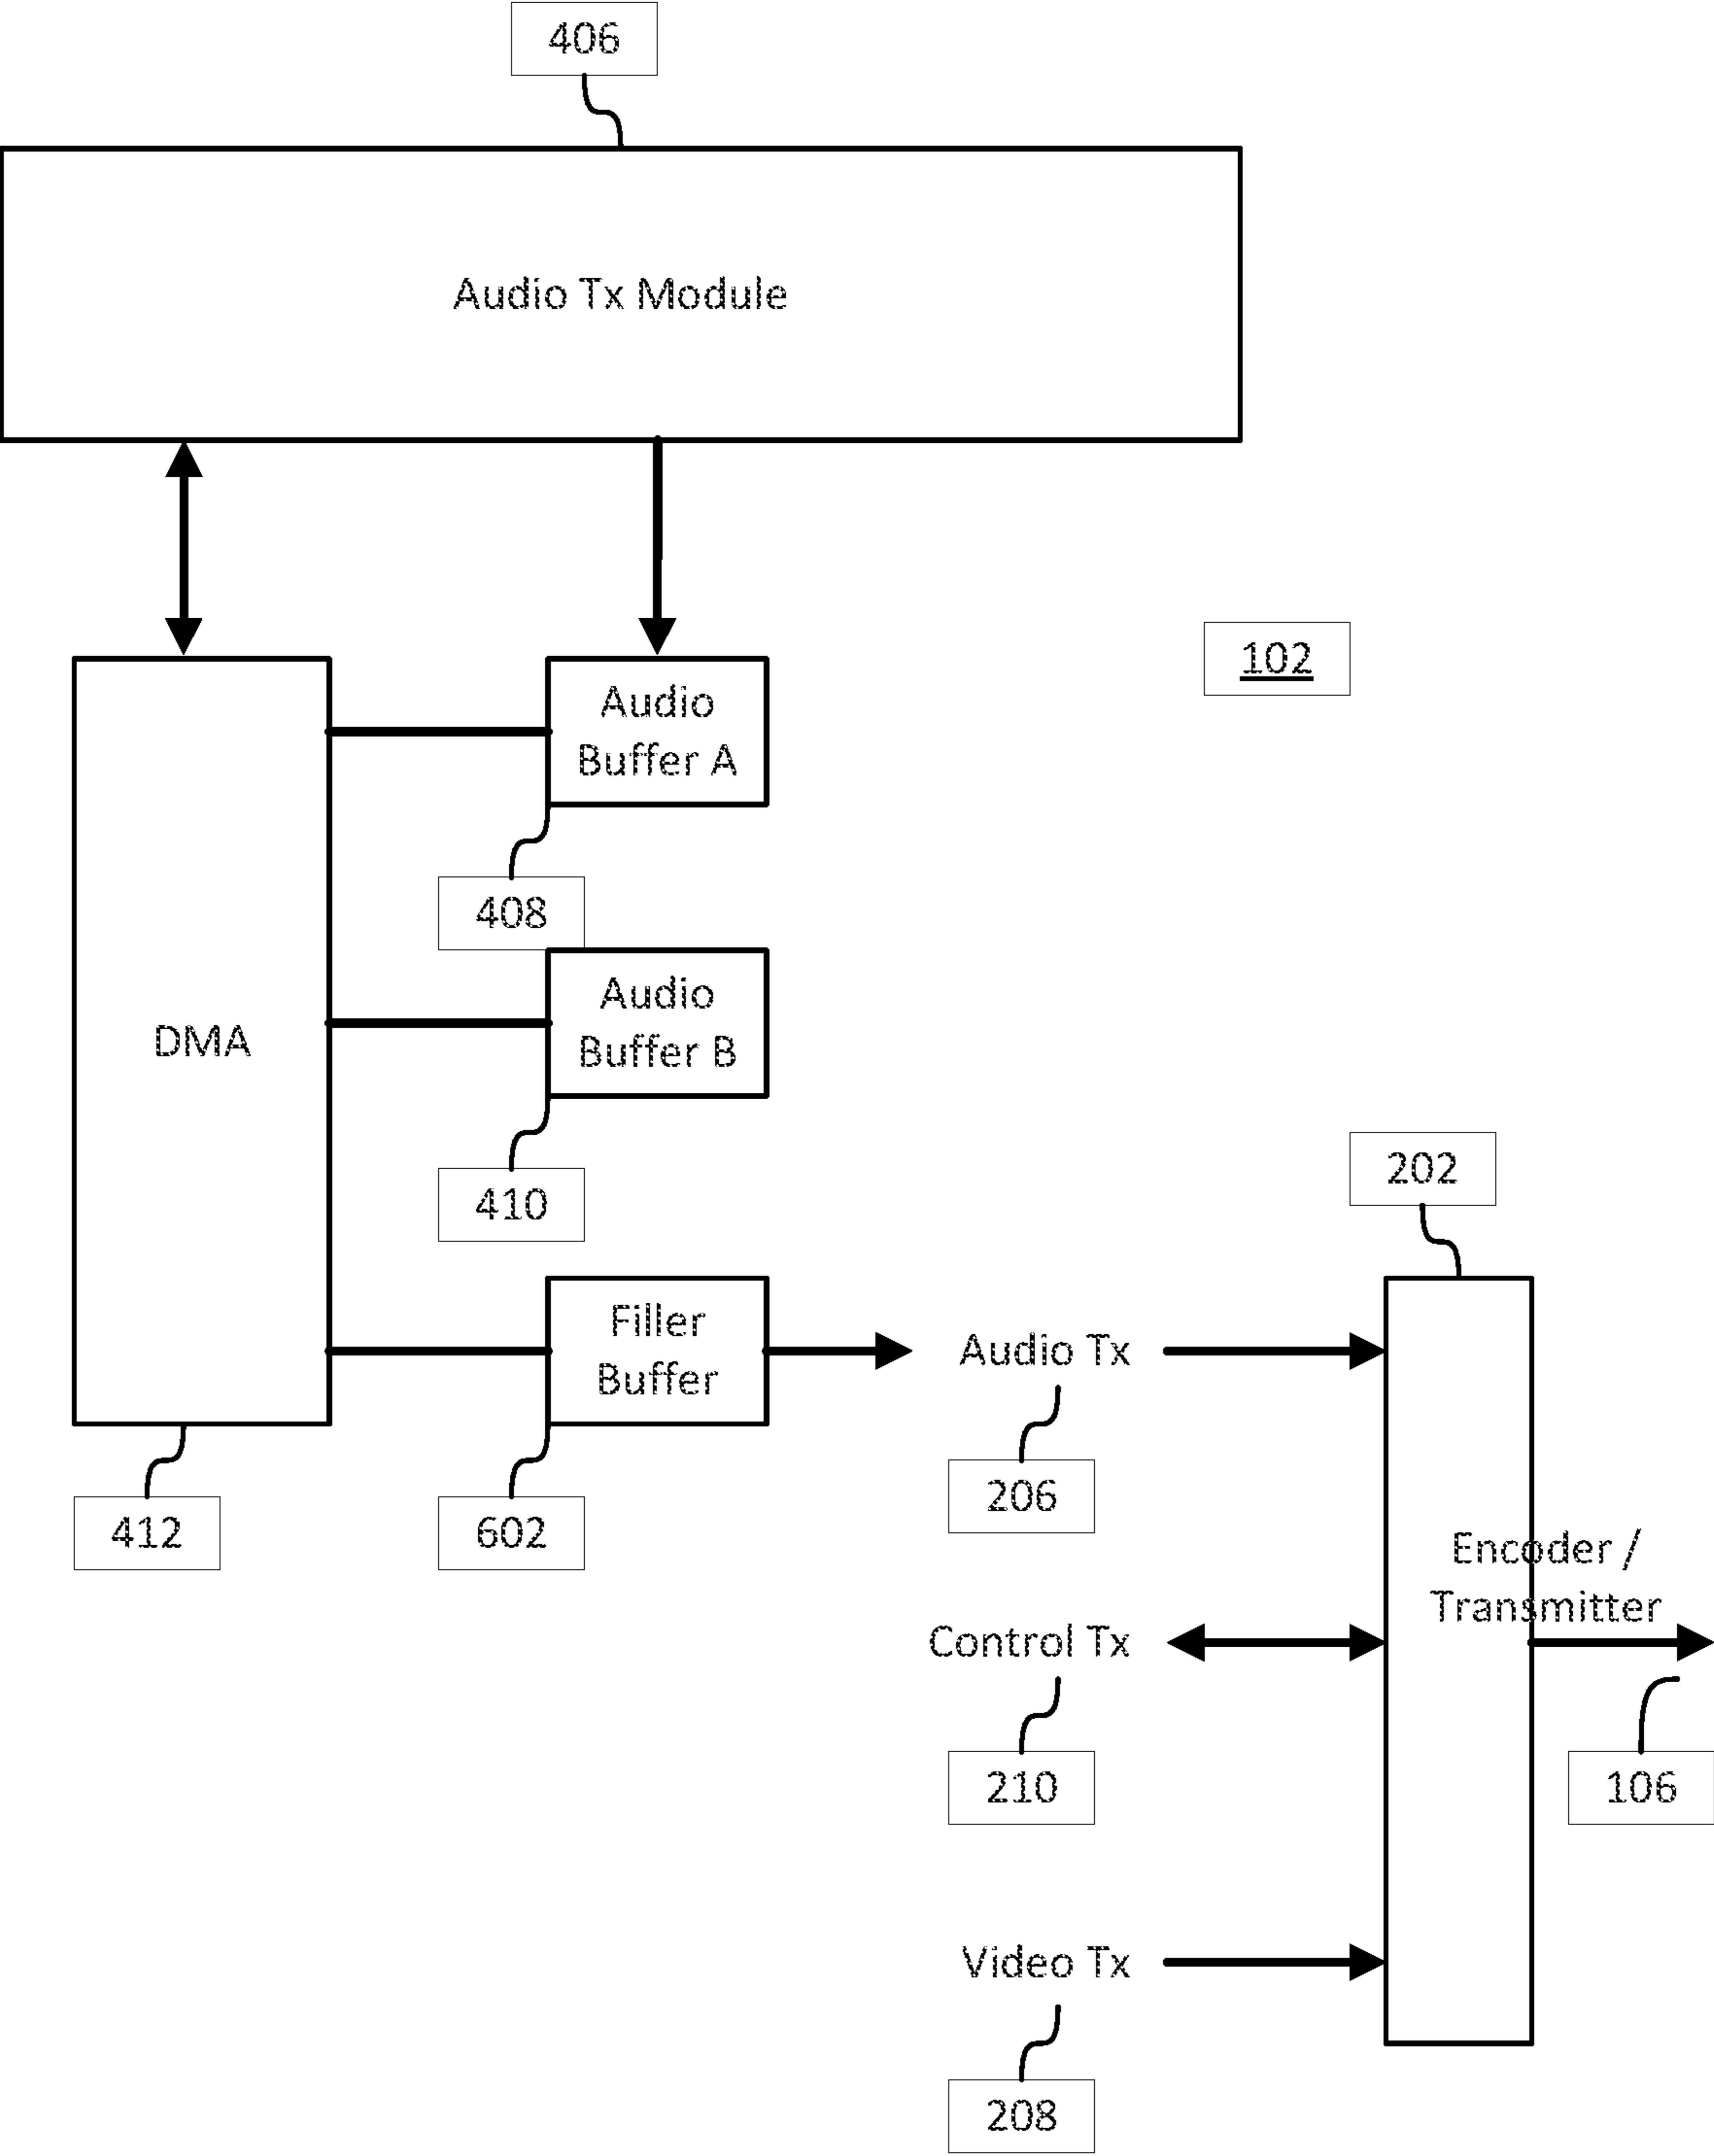 406
Audio Tx Module
102
Audio
Buffer A
408
Audio
Buffer B
DMA
410
202
Filler
Buffer
Audio Tx
412
602
206
Encoder /
Transmitter
Control Tx
210
106
Video Tx
208